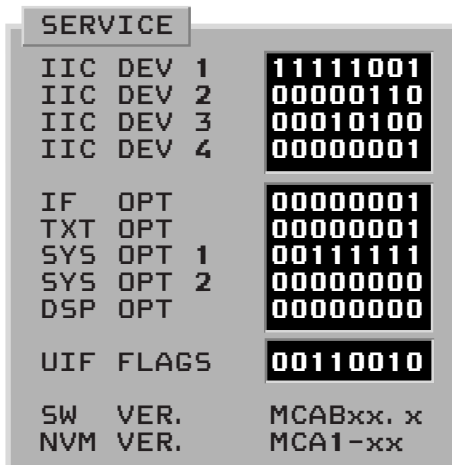 SERVICE
IIC DEV 1 11111001
IIC DEV 2 00000110
IIC DEV 3 00010100
IIC DEV 4 00000001
IF OPT 00000001
TXT OPT 00000001
SYS OPT 1 00111111
SYS OPT 2 00000000
DSP OPT 00000000
UIF FLAGS 00110010
SW VER. MCABxx. x
NVM VER. MCA1-xx